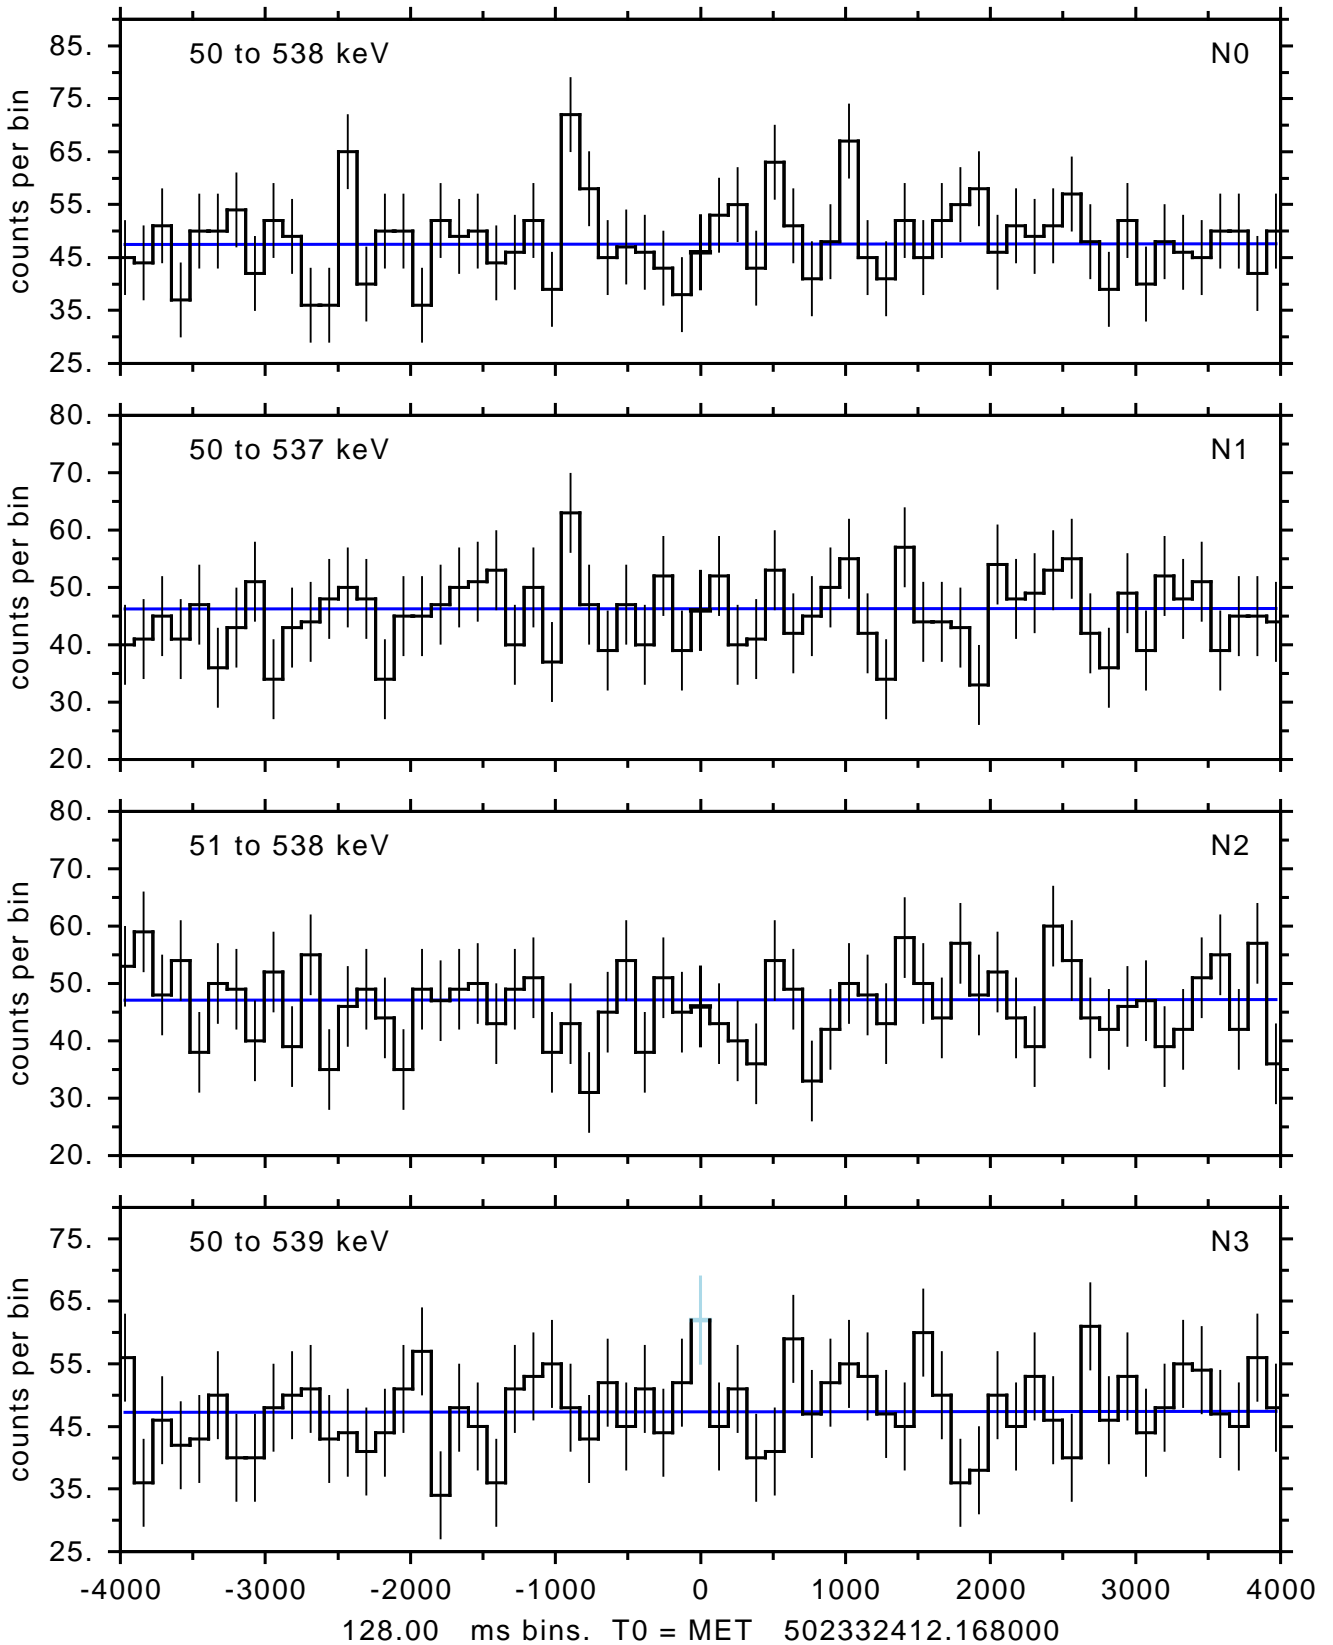 50 to 538 keV N0
85.
75.
65.
55.
45.
35.
25.
counts per bin
50 to 537 keV N1
80.
70.
60.
50.
40.
30.
20.
counts per bin
51 to 538 keV N2
80.
70.
60.
50.
40.
30.
20.
counts per bin
50 to 539 keV N3
75.
65.
55.
45.
35.
25.
counts per bin
-4000 -3000 -2000 -1000 0 1000 2000 3000 4000
128.00 ms bins. T0 = MET 502332412.168000